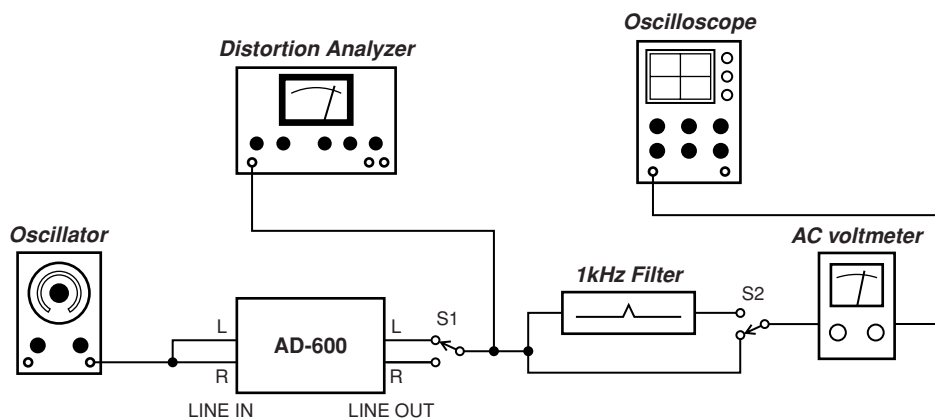 Oscilloscope
Distortion Analyzer
Oscillator
AC voltmeter
1kHz Filter
S2
S1
L
L
AD-600
R
R
LINE IN
LINE OUT